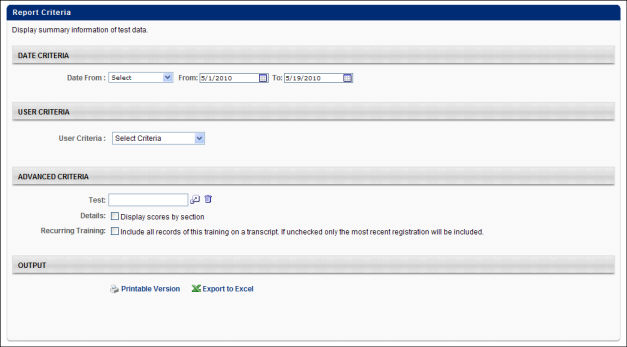 Report Criteria
Display summary information of test data.
DATE CRITERIA
Date From : Select From: 5/1/2010 To: 5/19/2010
USER CRITERIA
User Criteria : Select Criteria
ADVANCED CRITERIA
Test:
Details: Display scores by section
Recurring Training: Include all records of this training on a transcript. If unchecked only the most recent registration will be included.
OUTPUT
Printable Version Export to Excel